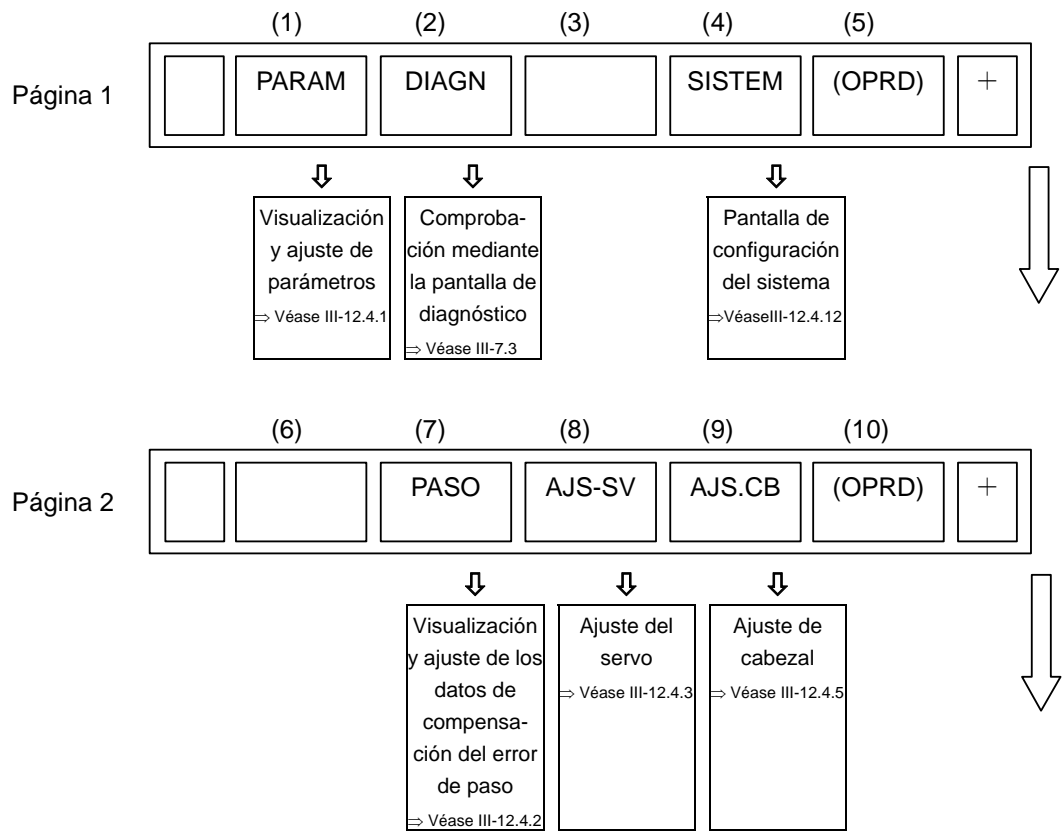 (1) (2) (3) (4) (5)
Página 1
PARAM DIAGN SISTEM (OPRD) +
Visualización
y ajuste de
parámetros
⇒ Véase III-12.4.1
Comproba-
ción mediante
la pantalla de
diagnóstico
⇒ Véase III-7.3
Pantalla de
configuración
del sistema
⇒VéaseIII-12.4.12
(6) (7) (8) (9) (10)
Página 2
PASO AJS-SV AJS.CB (OPRD) +
Visualización
y ajuste de los
datos de
compensa-
ción del error
de paso
⇒ Véase III-12.4.2
Ajuste del
servo
⇒ Véase III-12.4.3
Ajuste de
cabezal
⇒ Véase III-12.4.5